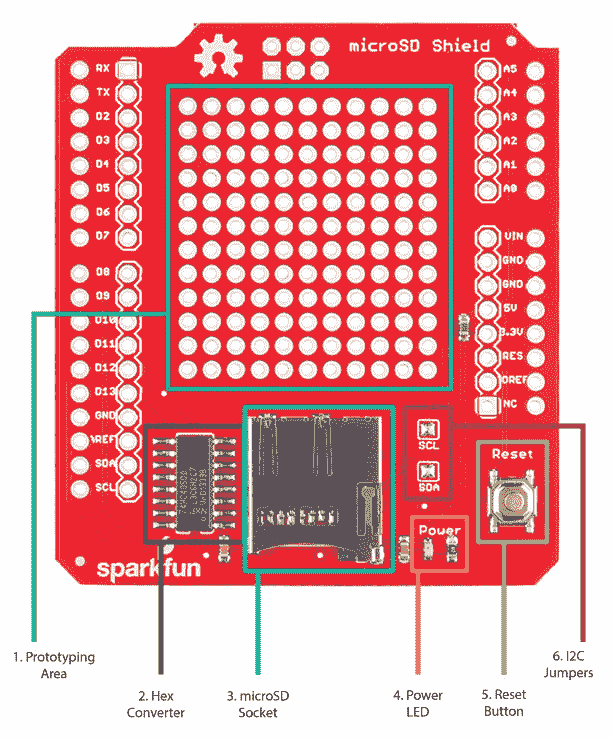 microSD Shield
RX
TX
D2
D3
D4
D5
D6
D7
D8
D9
D10
D11
D12
D13
GND
AREF
SDA
SCL
A5
A4
A3
A2
A1
A0
VIN
GND
GND
5V
3.3V
RES
IOREF
NC
SCL
SDA
Reset
Power
sparkfun
1. Prototyping
Area
2. Hex
Converter
3. microSD
Socket
4. Power
LED
5. Reset
Button
6. I2C
Jumpers